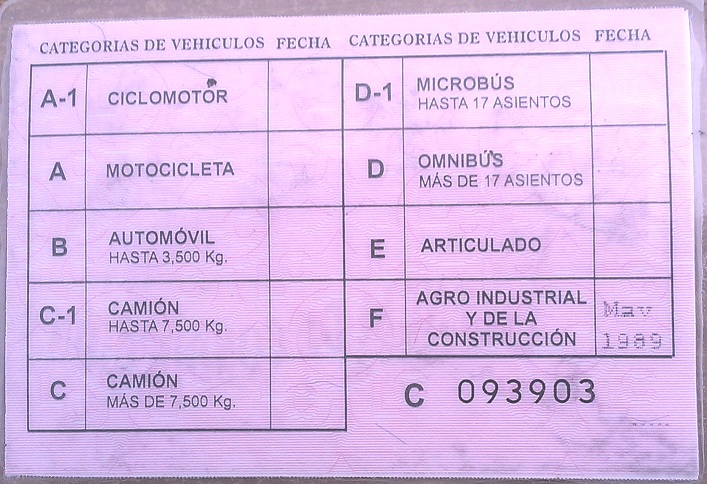 CATEGORIAS DE VEHICULOS FECHA CATEGORIAS DE VEHICULOS FECHA
A-1 CICLOMOTOR
A MOTOCICLETA
B AUTOMÓVIL
HASTA 3,500 Kg.
C-1 CAMIÓN
HASTA 7,500 Kg.
C CAMIÓN
MÁS DE 7,500 Kg.
D-1 MICROBÚS
HASTA 17 ASIENTOS
D OMNIBÚS
MÁS DE 17 ASIENTOS
E ARTICULADO
F AGRO INDUSTRIAL
Y DE LA
CONSTRUCCIÓN
May
1989
C 093903